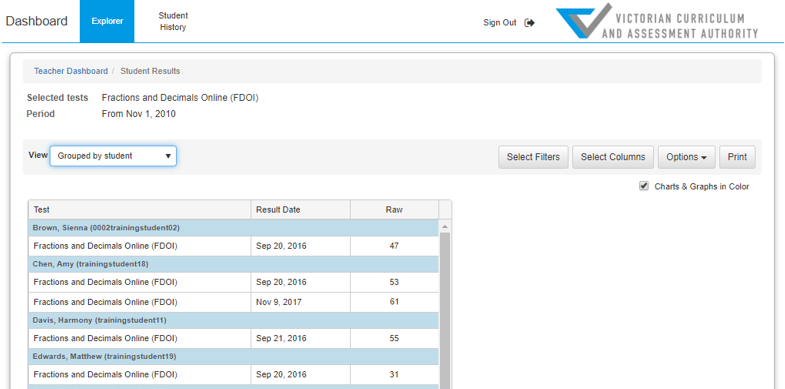 Dashboard
Explorer
Student
History
Sign Out
VICTORIAN CURRICULUM
AND ASSESSMENT AUTHORITY
Teacher Dashboard / Student Results
Selected tests Fractions and Decimals Online (FDOI)
Period From Nov 1, 2010
View Grouped by student Select Filters Select Columns Options Print
Charts & Graphs in Color
Test Result Date Raw
Brown, Sienna (0002trainingstudent02)
Fractions and Decimals Online (FDOI) Sep 20, 2016 47
Chen, Amy (trainingstudent18)
Fractions and Decimals Online (FDOI) Sep 20, 2016 53
Fractions and Decimals Online (FDOI) Nov 9, 2017 61
Davis, Harmony (trainingstudent11)
Fractions and Decimals Online (FDOI) Sep 21, 2016 55
Edwards, Matthew (trainingstudent19)
Fractions and Decimals Online (FDOI) Sep 20, 2016 31